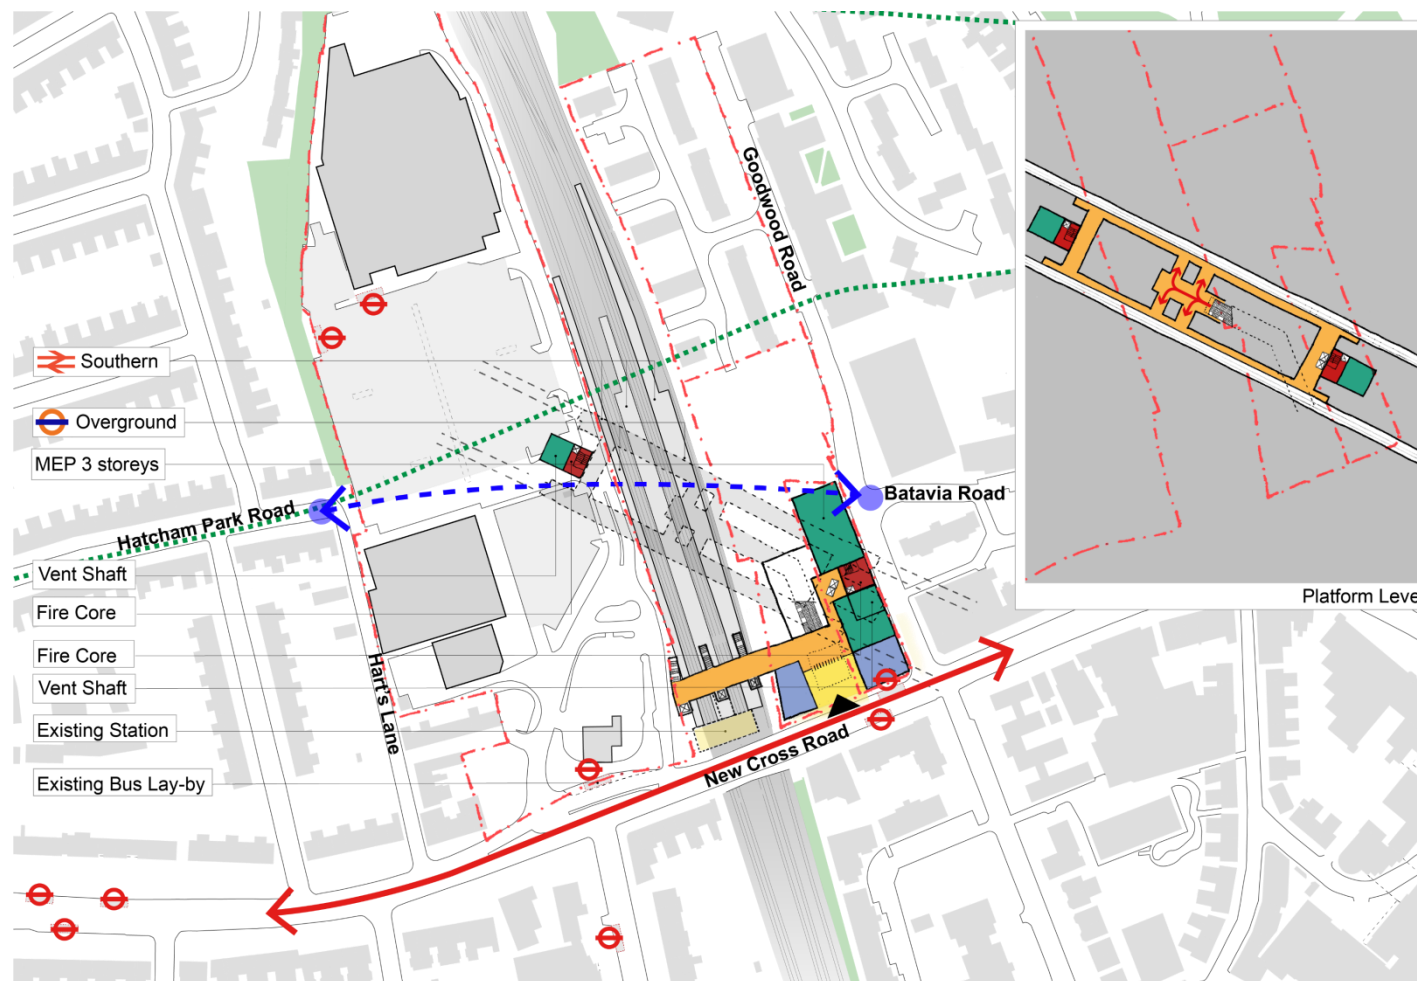 Goodwood Road
Southern
Overground
MEP 3 storeys
Batavia Road
Hatcham Park Road
Vent Shaft
Fire Core
Platform Leve
Fire Core
Hart's Lane
Vent Shaft
Existing Station
New Cross Road
Existing Bus Lay-by